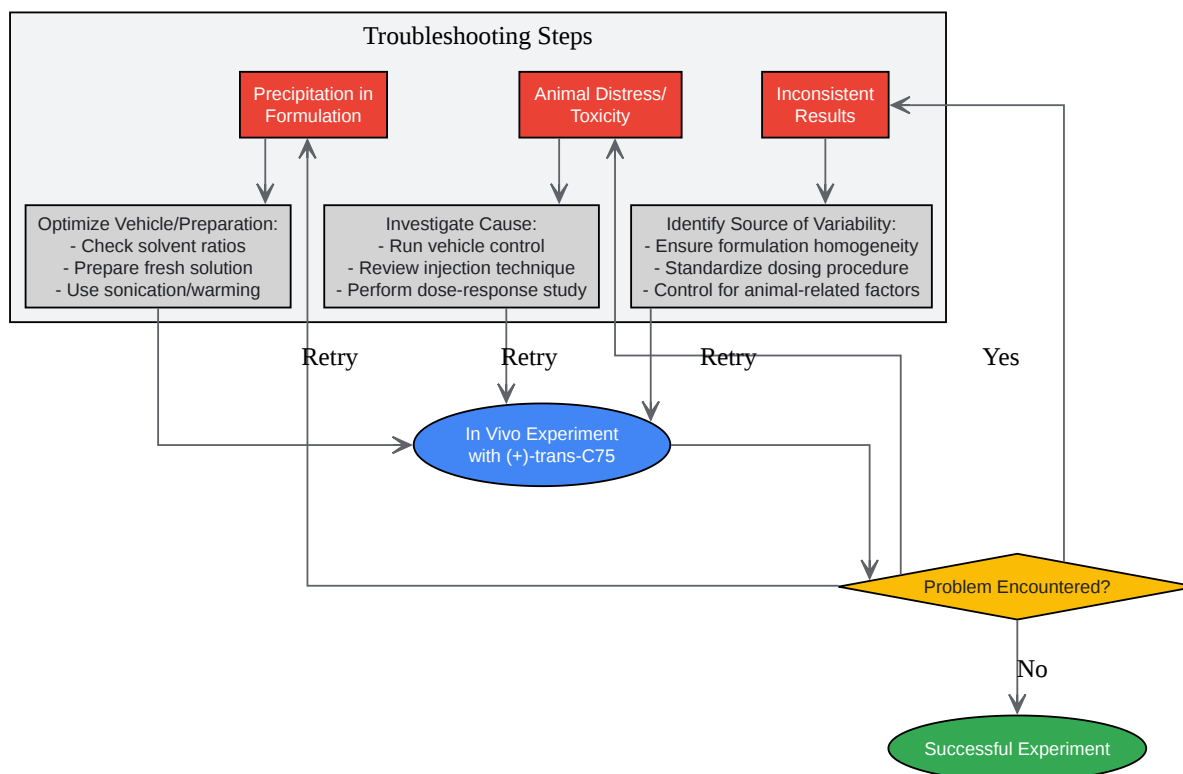 Troubleshooting Steps
Precipitation in
Formulation
Animal Distress/
Toxicity
Inconsistent
Results
Optimize Vehicle/Preparation:
- Check solvent ratios
- Prepare fresh solution
- Use sonication/warming
Investigate Cause:
- Run vehicle control
- Review injection technique
- Perform dose-response study
Identify Source of Variability:
- Ensure formulation homogeneity
- Standardize dosing procedure
- Control for animal-related factors
Retry
Retry
Retry
Yes
In Vivo Experiment
with (+)-trans-C75
Problem Encountered?
No
Successful Experiment